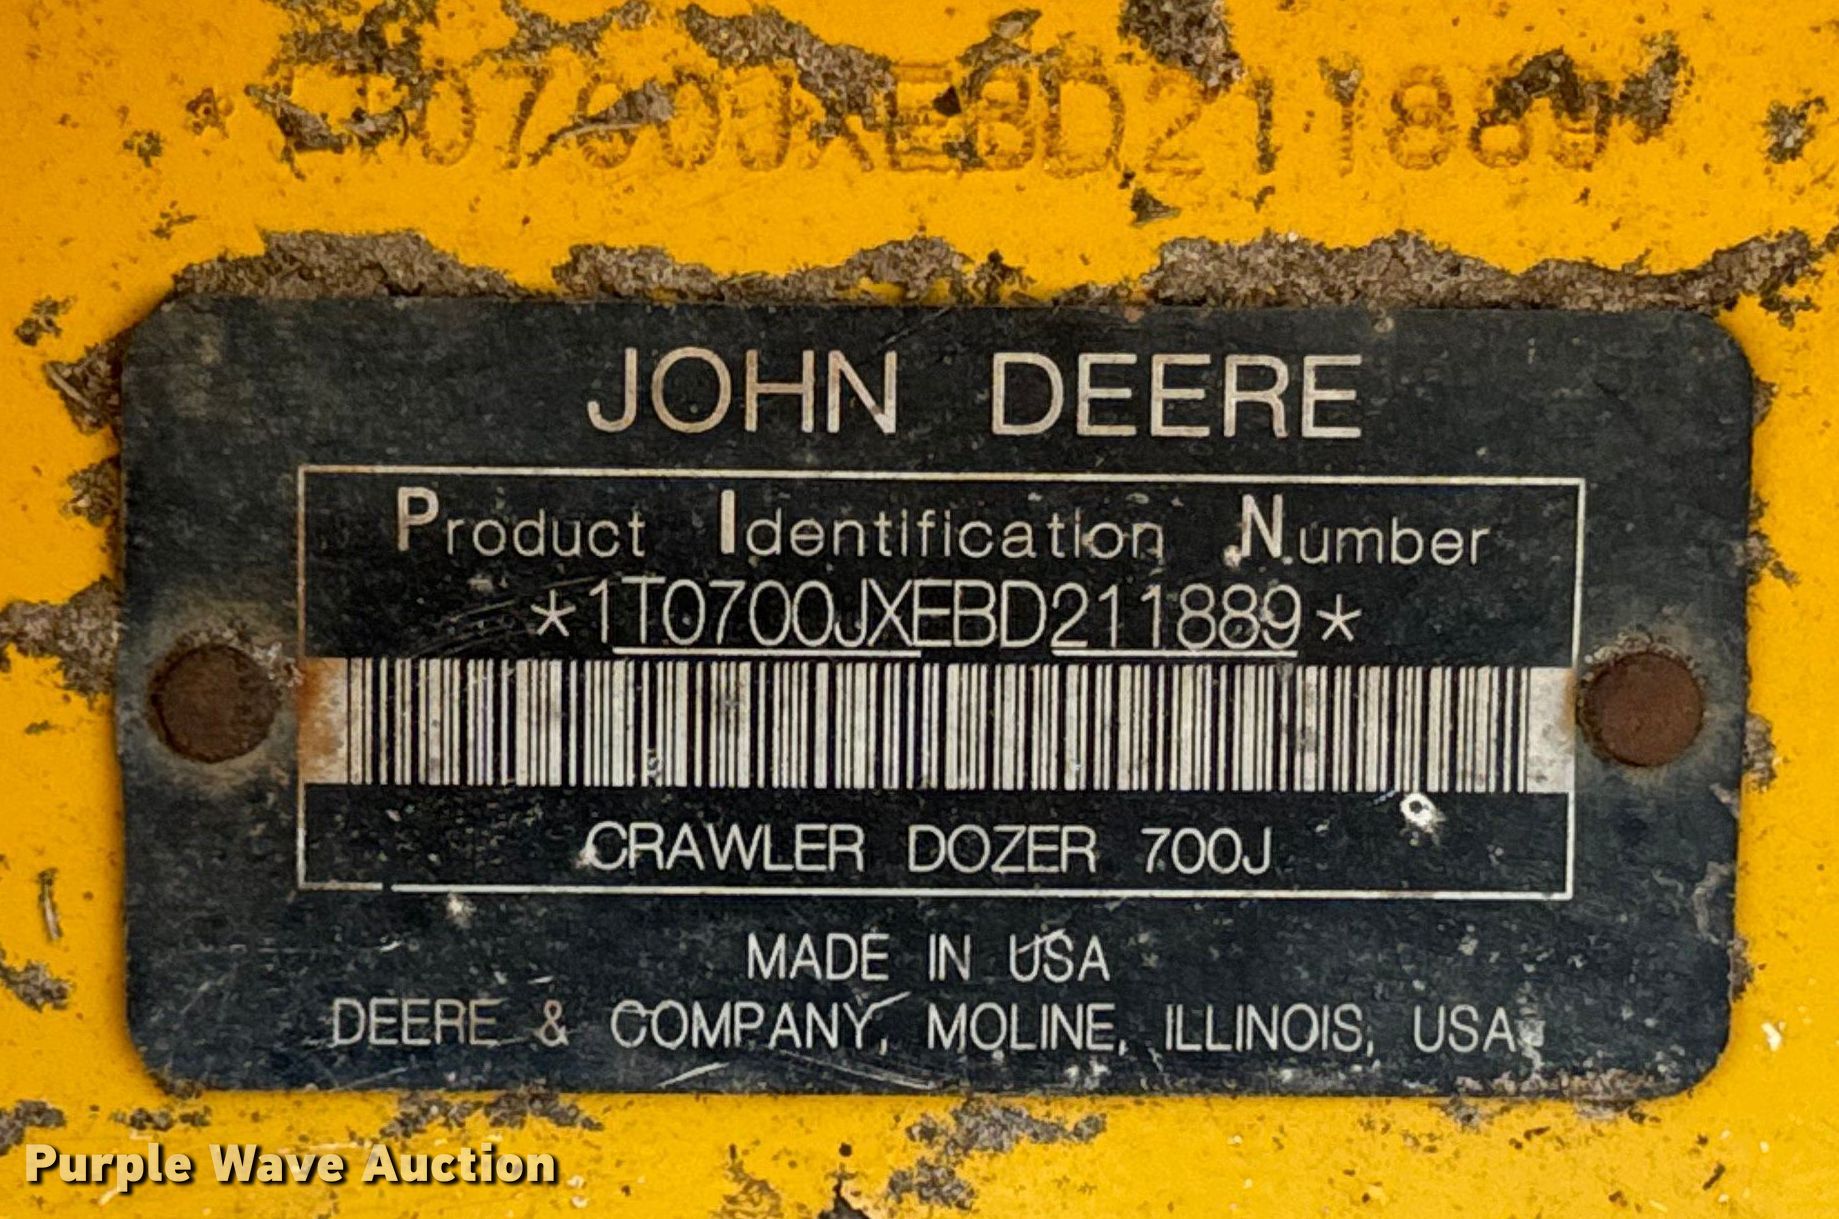 1T0700JXEBD211889
JOHN DEERE
Product Identification Number
*1T0700JXEBD211889*
CRAWLER DOZER 700J
MADE IN USA
DEERE & COMPANY, MOLINE, ILLINOIS, USA
Purple Wave Auction